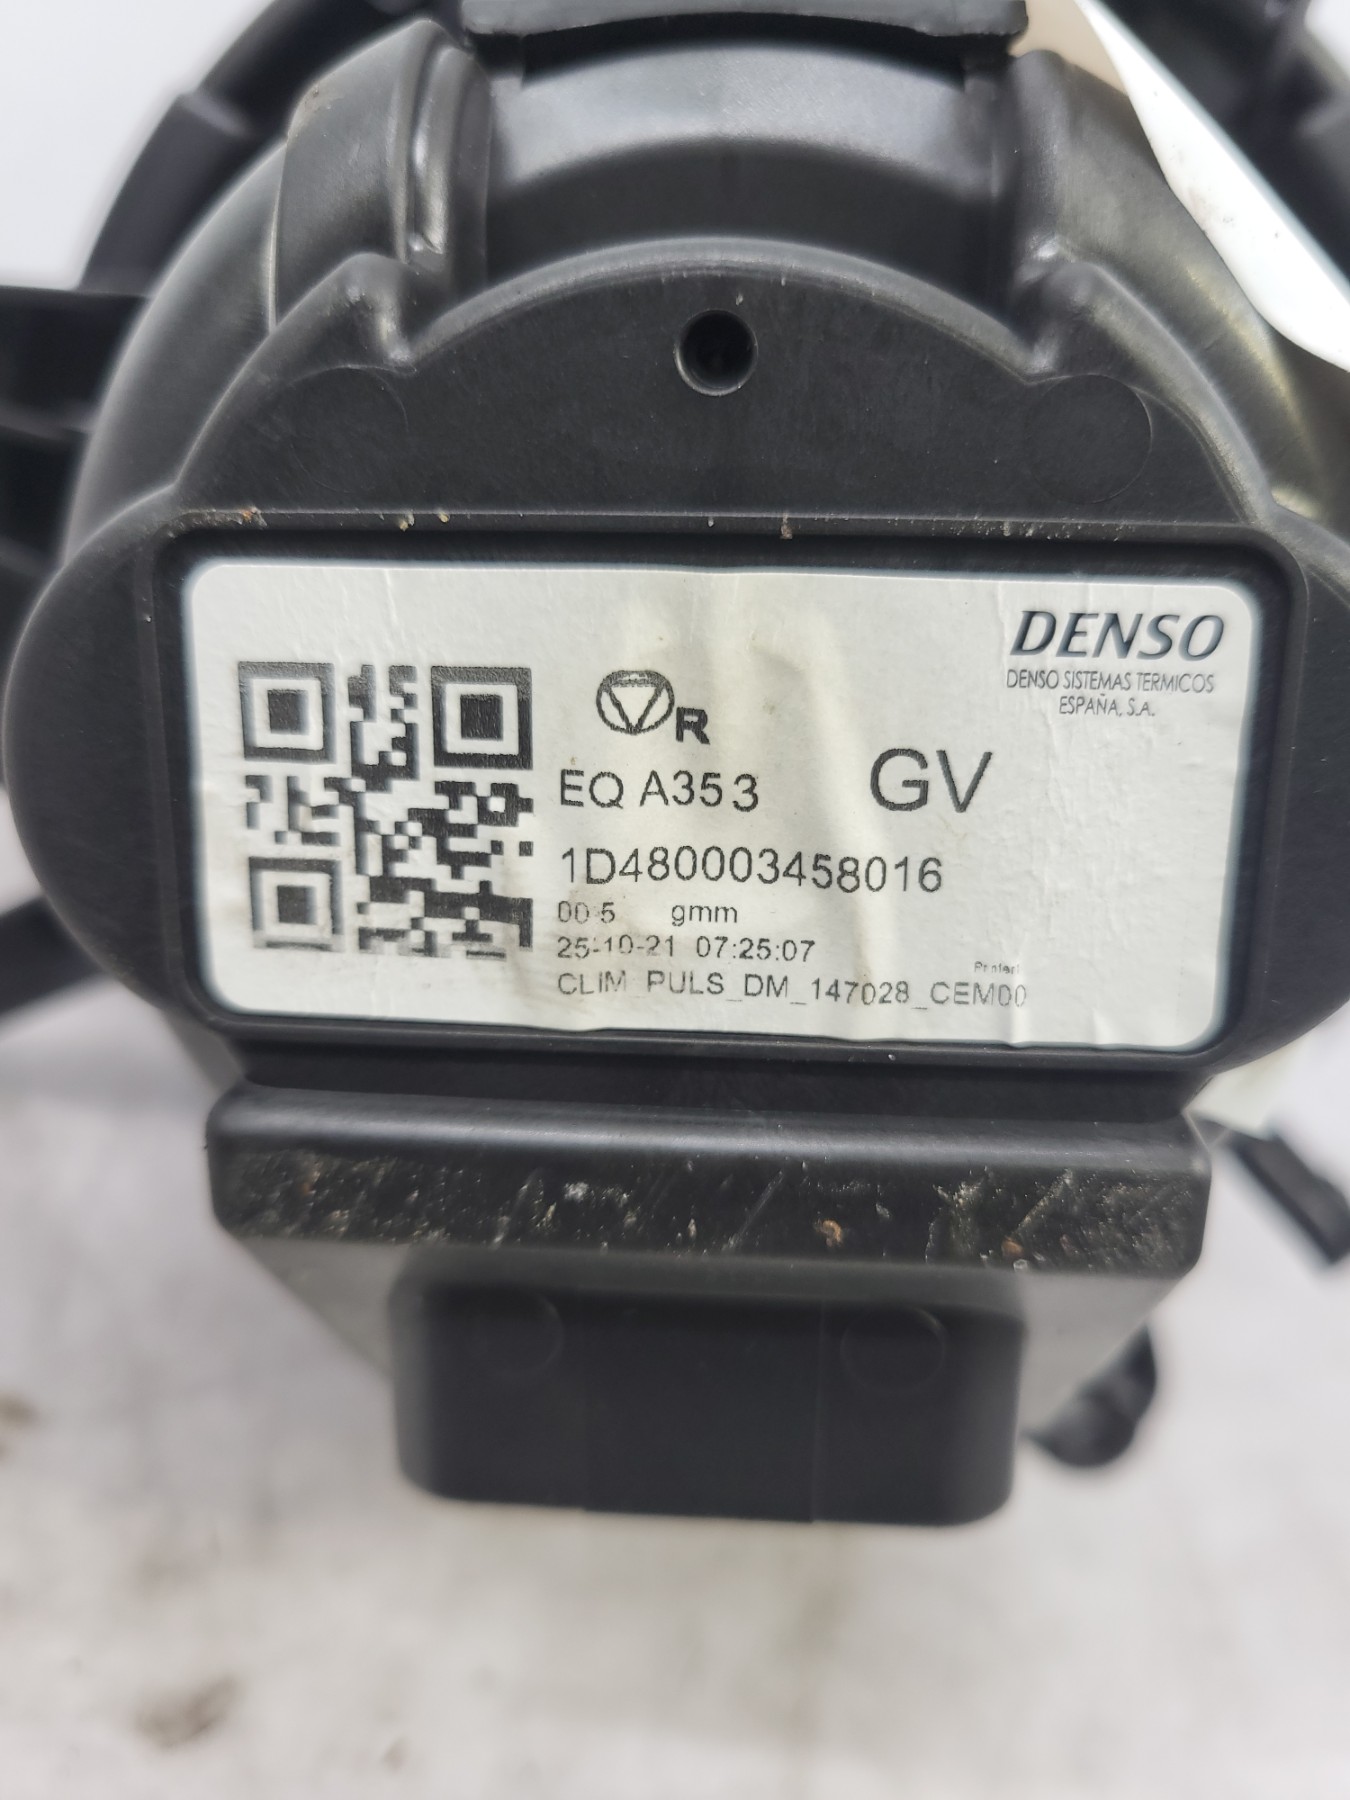 DENSO
DENSO SISTEMAS TERMICOS
ESPAÑA, S.A.
R
EQ A353
GV
1D480003458016
00 5 gmm
25-10-21 07:25:07
CLIM_PULS_DM_147028_CEM00